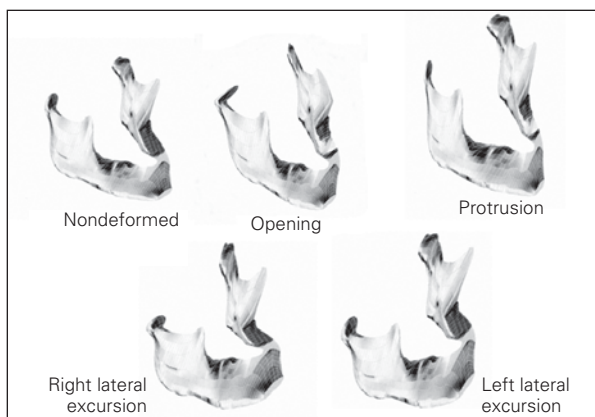 Nondeformed
Opening
Protrusion
Right lateral
excursion
Left lateral
excursion